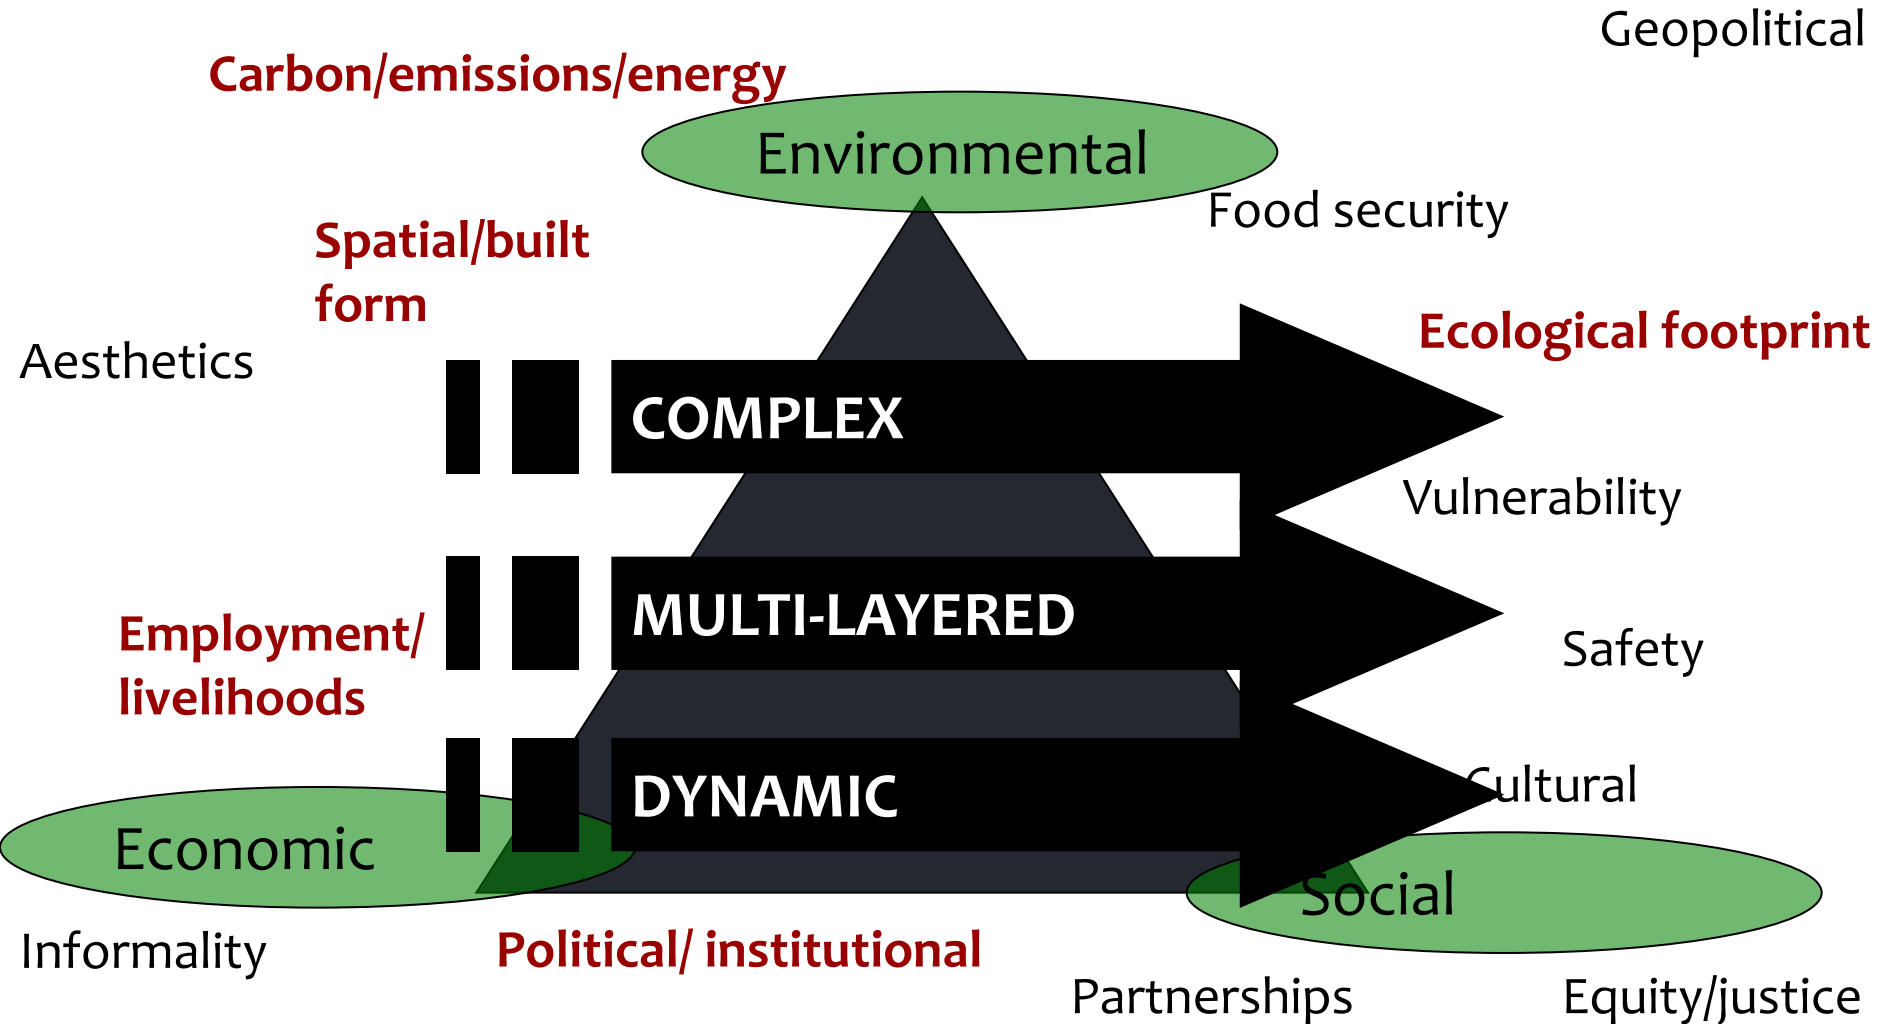 Geopolitical
Carbon/emissions/energy
Environmental
Food security
Spatial/built
form
Ecological footprint
Aesthetics
COMPLEX
Vulnerability
MULTI-LAYERED
Employment/
livelihoods
Safety
DYNAMIC
Cultural
Economic
Social
Informality
Political/ institutional
Partnerships
Equity/justice